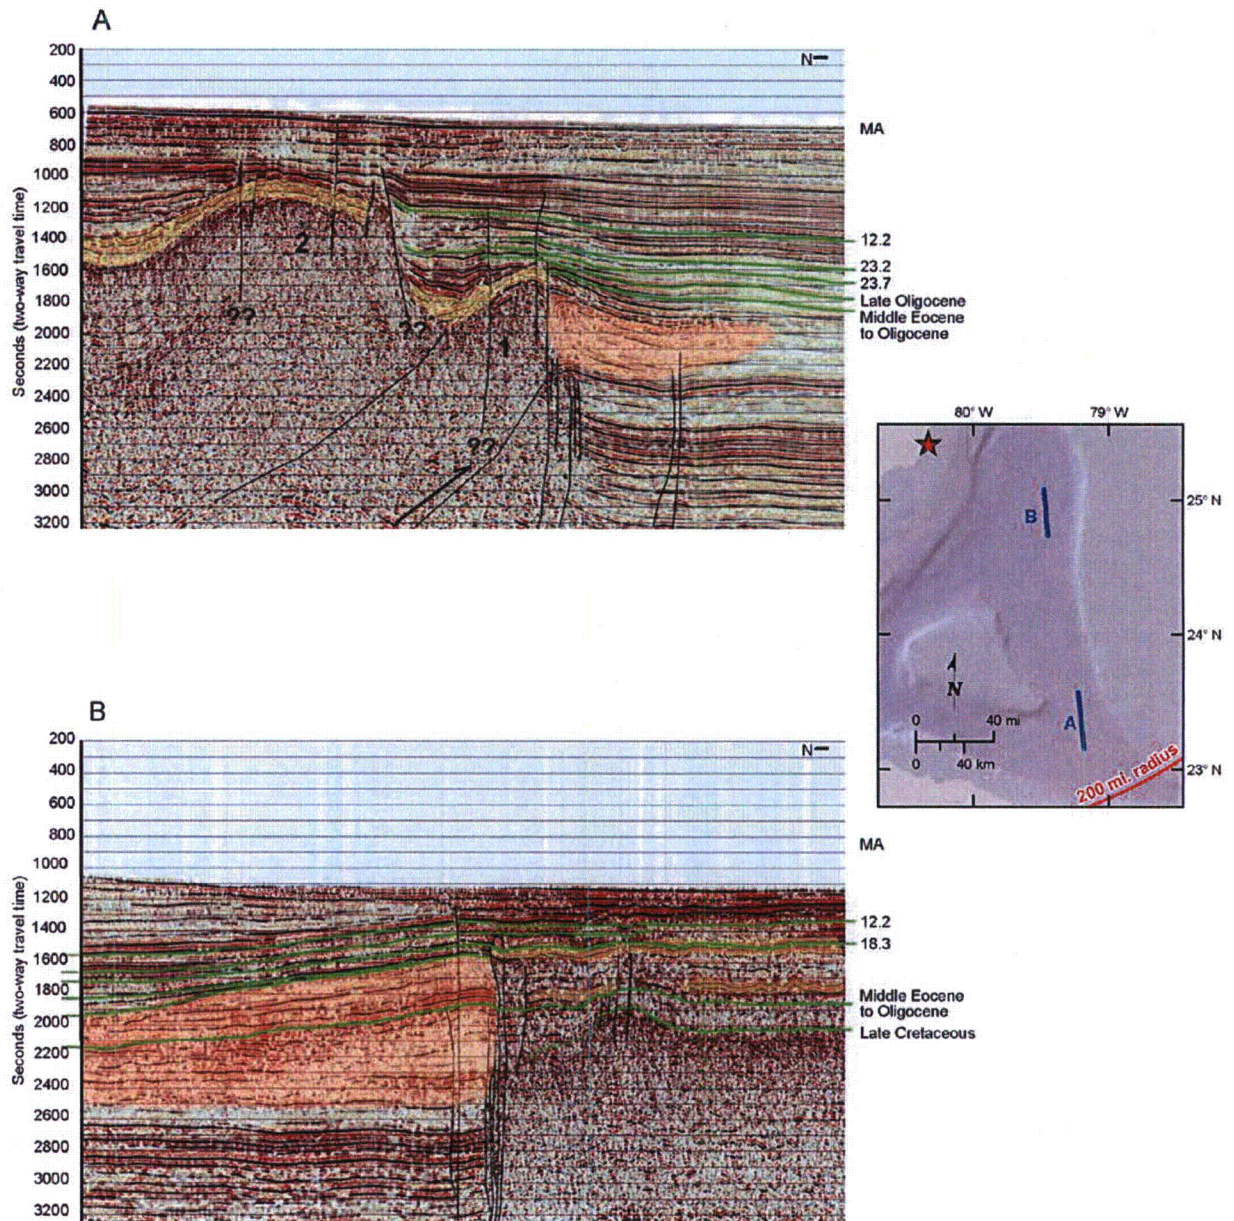 A
N
200
400
600
800
1000
1200
1400
1600
1800
2000
2200
2400
2600
2800
3000
3200
Seconds (two-way travel time)
2
??
??
1
??
MA
12.2
23.2
23.7
Late Oligocene
Middle Eocene
to Oligocene
80° W
79° W
25° N
24° N
23° N
B
A
N
0
40 mi
0
40 km
200 mi. radius
B
N
200
400
600
800
1000
1200
1400
1600
1800
2000
2200
2400
2600
2800
3000
3200
Seconds (two-way travel time)
MA
12.2
18.3
Middle Eocene
to Oligocene
Late Cretaceous